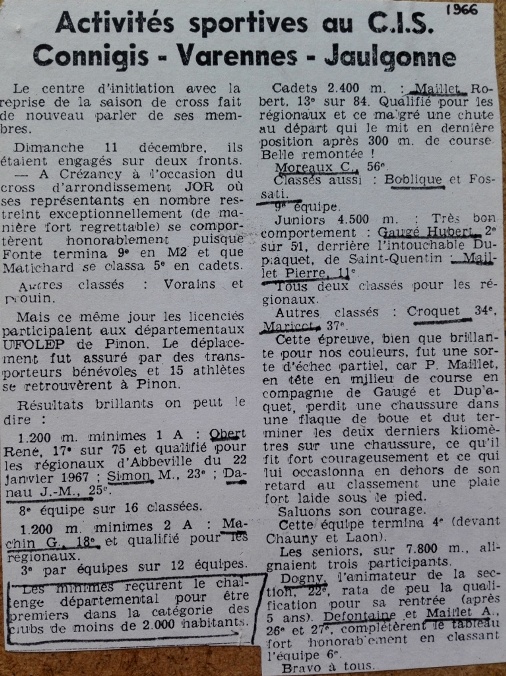 1966
Activités sportives au C.I.S.
Connigis - Varennes - Jaulgonne
Le centre d'initiation avec la
reprise de la saison de cross fait
de nouveau parler de ses mem-
bres.
Dimanche 11 décembre, ils
étaient engagés sur deux fronts.
— A Crézancy à l'occasion du
cross d'arrondissement JOR où
ses représentants en nombre res-
treint exceptionnellement (de ma-
nière fort regrettable) se compor-
tèrent honorablement puisque
Fonte termina 9e en M2 et que
Matichard se classa 5e en cadets.
Autres classés : Vorains et
Drouin.
Mais ce même jour les licenciés
participaient aux départementaux
UFOLEP de Pinon. Le déplace-
ment fut assuré par des trans-
porteurs bénévoles et 15 athlètes
se retrouvèrent à Pinon.
Résultats brillants on peut le
dire :
1.200 m. minimes 1 A : Obert
René, 17e sur 75 et qualifié pour
les régionaux d'Abbeville du 22
janvier 1967 ; Simon M., 23e ; Da-
nau J.-M., 25e.
8e équipe sur 16 classées.
1.200 m. minimes 2 A : Ma-
chin G., 18e et qualifié pour les
régionaux.
3e par équipes sur 12 équipes.
Les minimes reçurent le chal-
lenge départemental pour être
premiers dans la catégorie des
clubs de moins de 2.000 habitants.
Cadets 2.400 m. : Maillet Ro-
bert, 13e sur 84. Qualifié pour les
régionaux et ce malgré une chute
au départ qui le mit en dernière
position après 300 m. de course.
Belle remontée !
Moreaux C., 56e
Classés aussi : Boblique et Fos-
sati.
9e équipe.
Juniors 4.500 m. : Très bon
comportement : Gaugé Hubert, 2e
sur 51, derrière l'intouchable Du-
plaquet, de Saint-Quentin . Mail-
let Pierre, 11e
Tous deux classés pour les ré-
gionaux.
Autres classés : Croquet 34e,
Maricot, 37e.
Cette épreuve, bien que brillan-
te pour nos couleurs, fut une sor-
te d'échec partiel, car P. Maillet,
en tête en milieu de course en
compagnie de Gaugé et Dupla-
quet, perdit une chaussure dans
une flaque de boue et dut ter-
miner les deux derniers kilomè-
tres sur une chaussure, ce qu'il
fit fort courageusement et ce qui
lui occasionna en dehors de son
retard au classement une plaie
fort laide sous le pied.
Saluons son courage.
Cette équipe termina 4e (devant
Chauny et Laon).
Les seniors, sur 7.800 m., ali-
gnaient trois participants.
Dogny, l'animateur de la sec-
tion, 22e, rata de peu la quali-
fication pour sa rentrée (après
5 ans). Defontaine et Maillet A.,
26e et 27e, complétèrent le tableau
fort honorablement en classant
l'équipe 6e.
Bravo à tous.